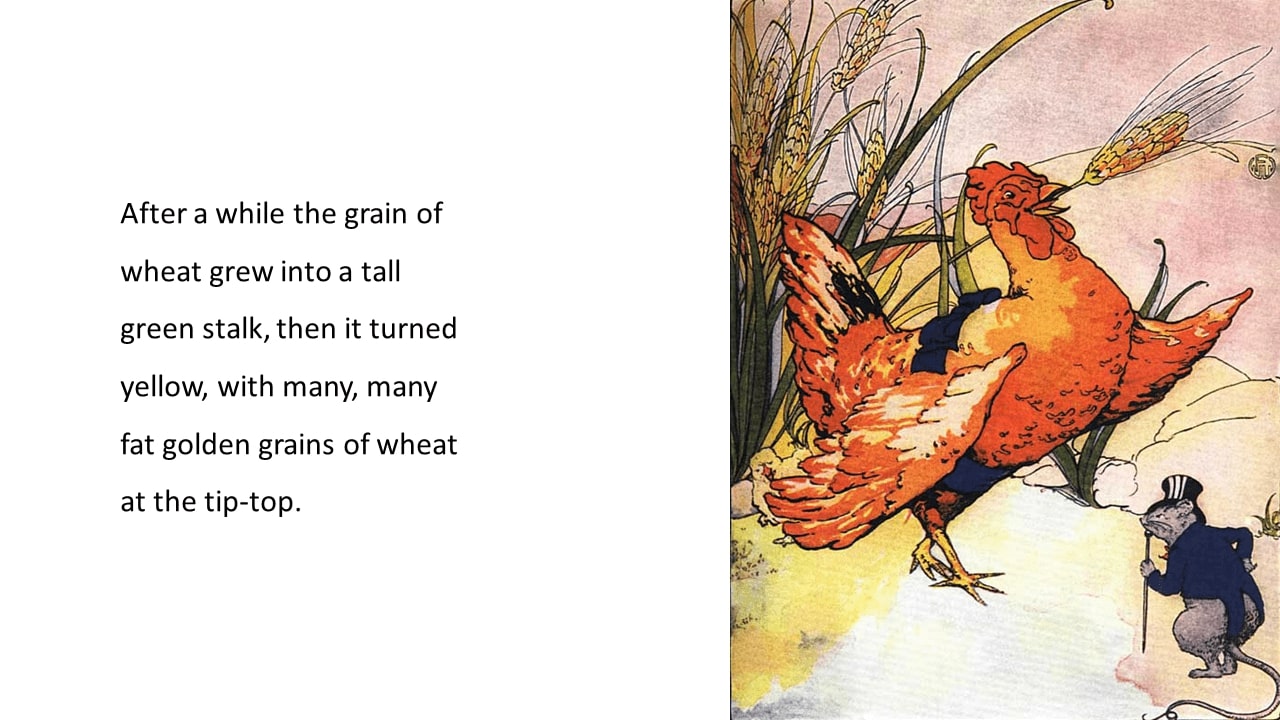 After a while the grain of
wheat grew into a tall
green stalk, then it turned
yellow, with many, many
fat golden grains of wheat
at the tip-top.